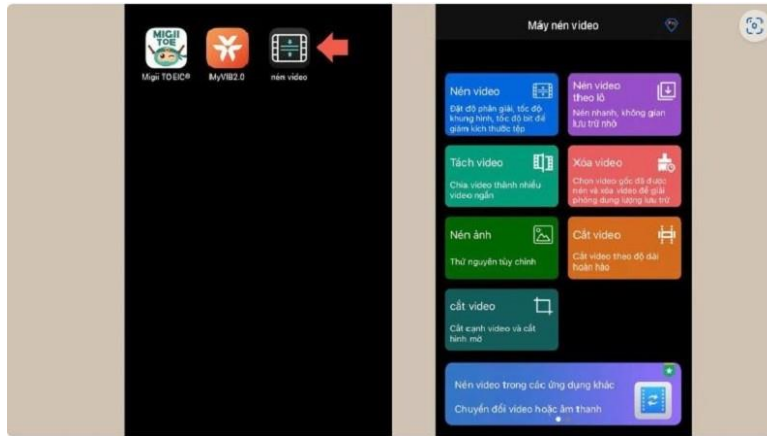 MIGII
TOE
Migii TOEIC®
MyVIB2.0
nén video
Máy nén video
Nén video
Đặt độ phân giải, tốc độ
khung hình, tốc độ bit để
giảm kích thước tệp
Nén video
theo lô
Nén nhanh, không gian
lưu trữ nhỏ
Tách video
Chia video thành nhiều
video ngắn
Xóa video
Chọn video gốc đã được
nén và xóa video để giải
phóng dung lượng lưu trữ
Nén ảnh
Thứ nguyên tùy chỉnh
Cắt video
Cắt video theo độ dài
hoàn hảo
cắt video
Cắt cạnh video và cắt
hình mờ
Nén video trong các ứng dụng khác
Chuyển đổi video hoặc âm thanh